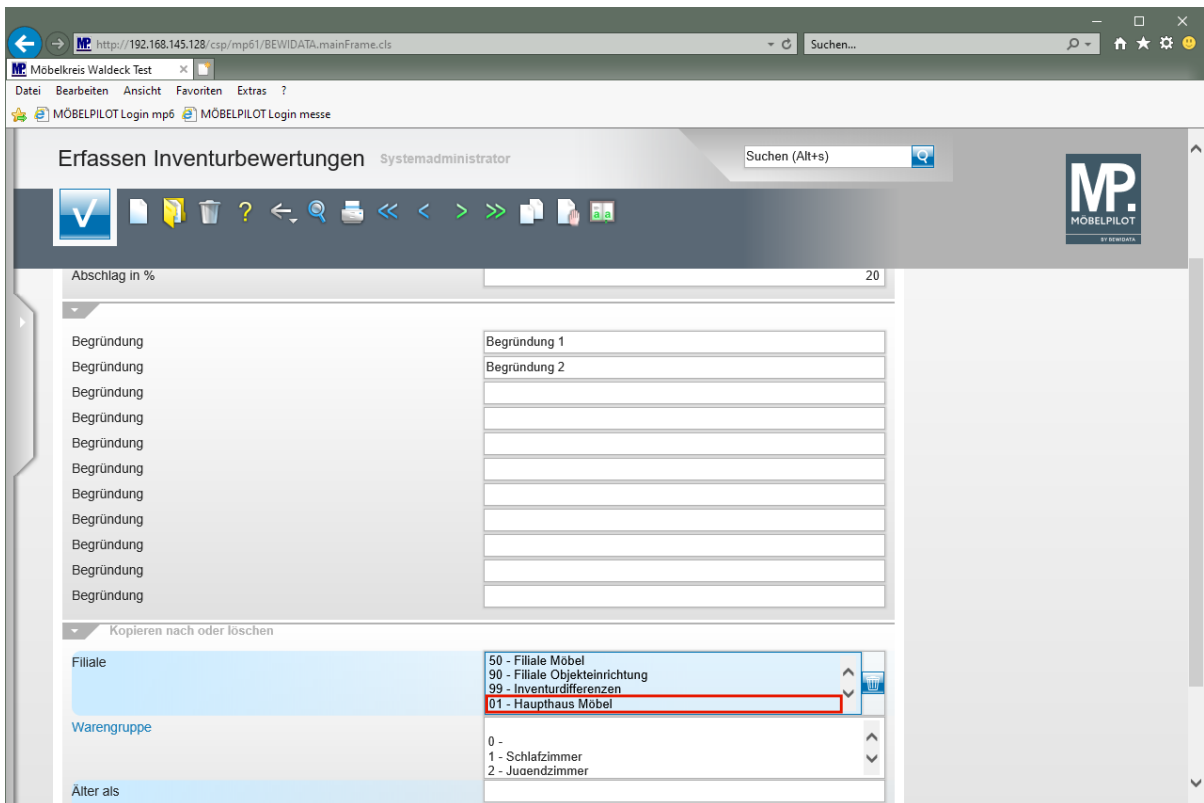 http://192.168.145.128/csp/mp61/BEWIDATA.mainFrame.cls
Suchen...
MP. Möbelkreis Waldeck Test
Datei Bearbeiten Ansicht Favoriten Extras ?
MÖBELPILOT Login mp6 MÖBELPILOT Login messe
Erfassen Inventurbewertungen Systemadministrator
Suchen (Alt+s)
MP.
MÖBELPILOT
BY BEWIDATA
Abschlag in % 20
Begründung Begründung 1
Begründung Begründung 2
Begründung
Begründung
Begründung
Begründung
Begründung
Begründung
Begründung
Begründung
Begründung
Kopieren nach oder löschen
Filiale
50 - Filiale Möbel
90 - Filiale Objekteinrichtung
99 - Inventurdifferenzen
01 - Haupthaus Möbel
Warengruppe
0 -
1 - Schlafzimmer
2 - Jugendzimmer
Älter als